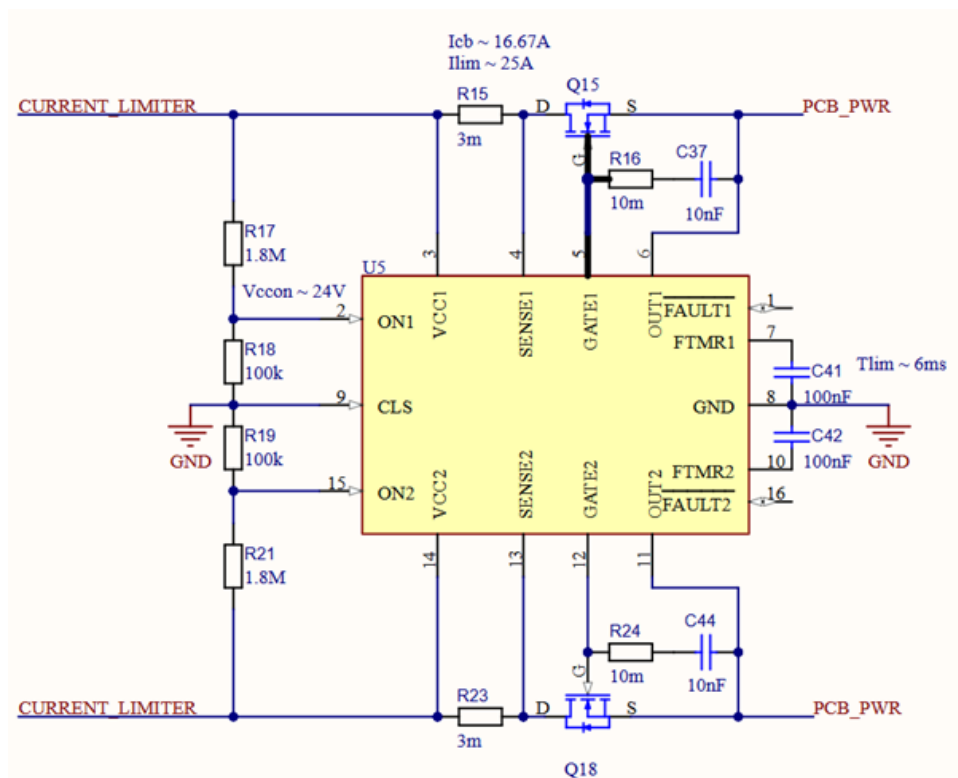 Icb ~ 16.67A
Ilim ~ 25A
Q15
CURRENT_LIMITER
R15
D
S
PCB_PWR
3m
G
R16
C37
10m
10nF
R17
1.8M
3
4
5
6
U5
Vccon ~ 24V
VCC1
SENSE1
GATE1
OUT1
FAULT1
1
2
ON1
FTMR1
7
R18
100k
Tlim ~ 6ms
C41
100nF
9
CLS
GND
8
GND
R19
100k
C42
100nF
GND
FTMR2
10
15
ON2
VCC2
SENSE2
GATE2
OUT2
FAULT2
16
R21
1.8M
14
13
12
11
R24
C44
G
10m
10nF
CURRENT_LIMITER
R23
D
S
PCB_PWR
3m
Q18